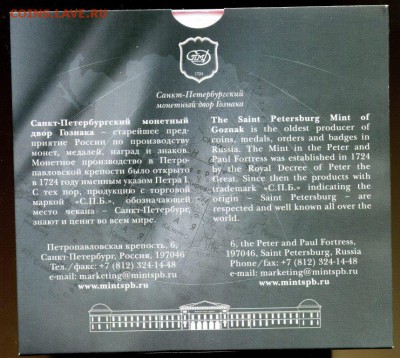 COINS.LAVE.RU
1724
Санкт-Петербургский
монетный двор Гознака
Санкт-Петербургский монетный
двор Гознака – старейшее пред-
приятие России по производству
монет, медалей, наград и знаков.
Монетное производство в Петро-
павловской крепости было открыто
в 1724 году именным указом Петра I.
С тех пор, продукцию с торговой
маркой «С.П.Б.», обозначающей
место чекана – Санкт-Петербург,
знают и ценят во всем мире.
Петропавловская крепость, 6,
Санкт-Петербург, Россия, 197046
Тел./факс: +7 (812) 324-14-48
e-mail: marketing@mintspb.ru
www.mintspb.ru
The Saint Petersburg Mint of
Goznak is the oldest producer of
coins, medals, orders and badges in
Russia. The Mint in the Peter and
Paul Fortress was established in 1724
by the Royal Decree of Peter the
Great. Since then the products with
trademark «С.П.Б.» indicating the
origin – Saint Petersburg – are
respected and well known all over the
world.
6, the Peter and Paul Fortress,
197046, Saint Petersburg, Russia
Phone/fax: +7 (812) 324-14-48
e-mail: marketing@mintspb.ru
www.mintspb.ru